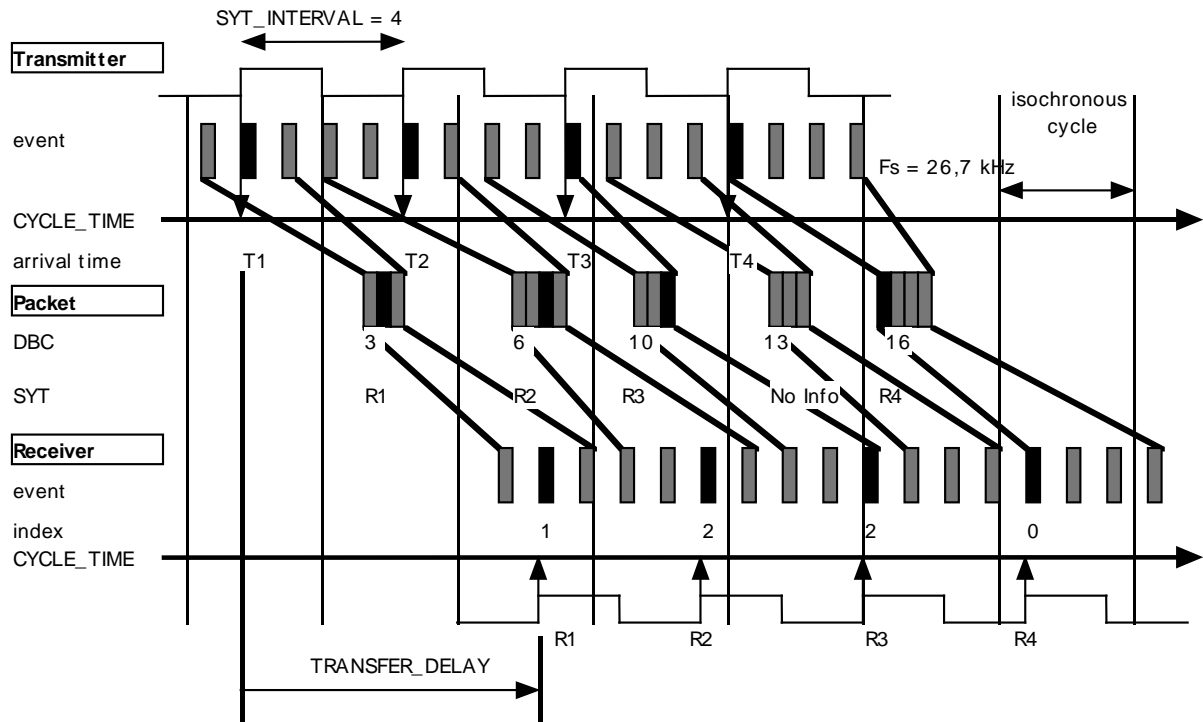 SYT_INTERVAL = 4
Transmitter
isochronous
cycle
event
Fs = 26,7 kHz
CYCLE_TIME
arrival time T1 T2 T3 T4
Packet
DBC 3 6 10 13 16
SYT R1 R2 R3 No Info R4
Receiver
event
index 1 2 2 0
CYCLE_TIME
R1 R2 R3 R4
TRANSFER_DELAY